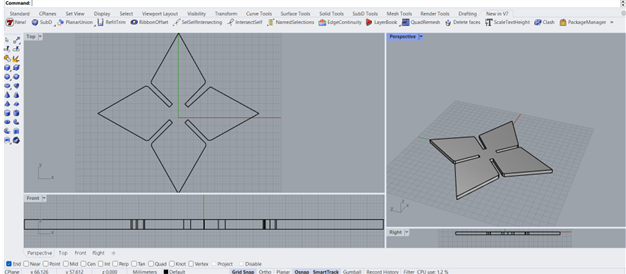 Command:
Standard CPlanes Set View Display Select Viewport Layout Visibility Transform Curve Tools Surface Tools Solid Tools SubD Tools Mesh Tools Render Tools Drafting New in V7
New! SubD PlanarUnion RefitTrim RibbonOffset SetSelfIntersecting IntersectSelf NamedSelections EdgeContinuity LayerBook QuadRemesh Delete faces ScaleTextHeight Clash PackageManager
Top
Perspective
Front
Right
Perspective Top Front Right
End Near Point Mid Cen Int Perp Tan Quad Knot Vertex Project Disable
CPlane x 66.126 y 57.612 z 0.000 Millimeters Default Grid Snap Ortho Planar Osnap SmartTrack Gumball Record History Filter CPU use: 1.2 %